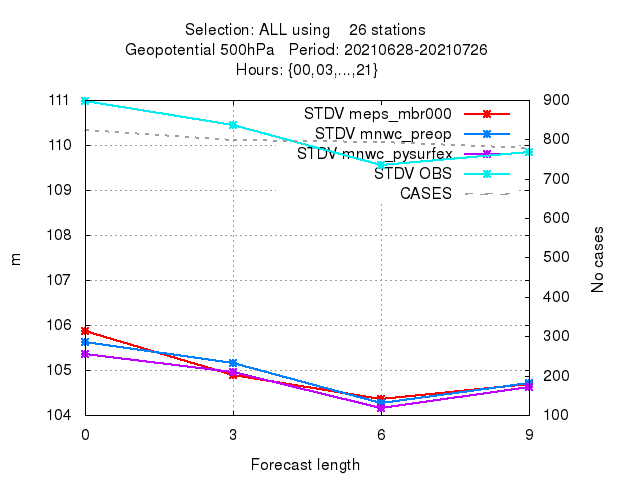 Selection: ALL using 26 stations
Geopotential 500hPa Period: 20210628-20210726
Hours: {00,03,...,21}
STDV meps_mbr000
STDV mnwc_preop
STDV mnwc_pysurfex
STDV OBS
CASES
111
110
109
108
107
106
105
104
m
900
800
700
600
500
400
300
200
100
No cases
0 3 6 9
Forecast length